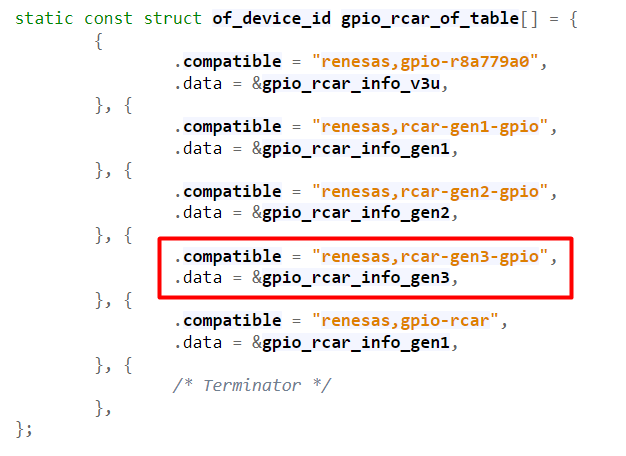 static const struct of_device_id gpio_rcar_of_table[] = {
        {
                .compatible = "renesas,gpio-r8a779a0",
                .data = &gpio_rcar_info_v3u,
        }, {
                .compatible = "renesas,rcar-gen1-gpio",
                .data = &gpio_rcar_info_gen1,
        }, {
                .compatible = "renesas,rcar-gen2-gpio",
                .data = &gpio_rcar_info_gen2,
        }, {
                .compatible = "renesas,rcar-gen3-gpio",
                .data = &gpio_rcar_info_gen3,
        }, {
                .compatible = "renesas,gpio-rcar",
                .data = &gpio_rcar_info_gen1,
        }, {
                /* Terminator */
        },
};